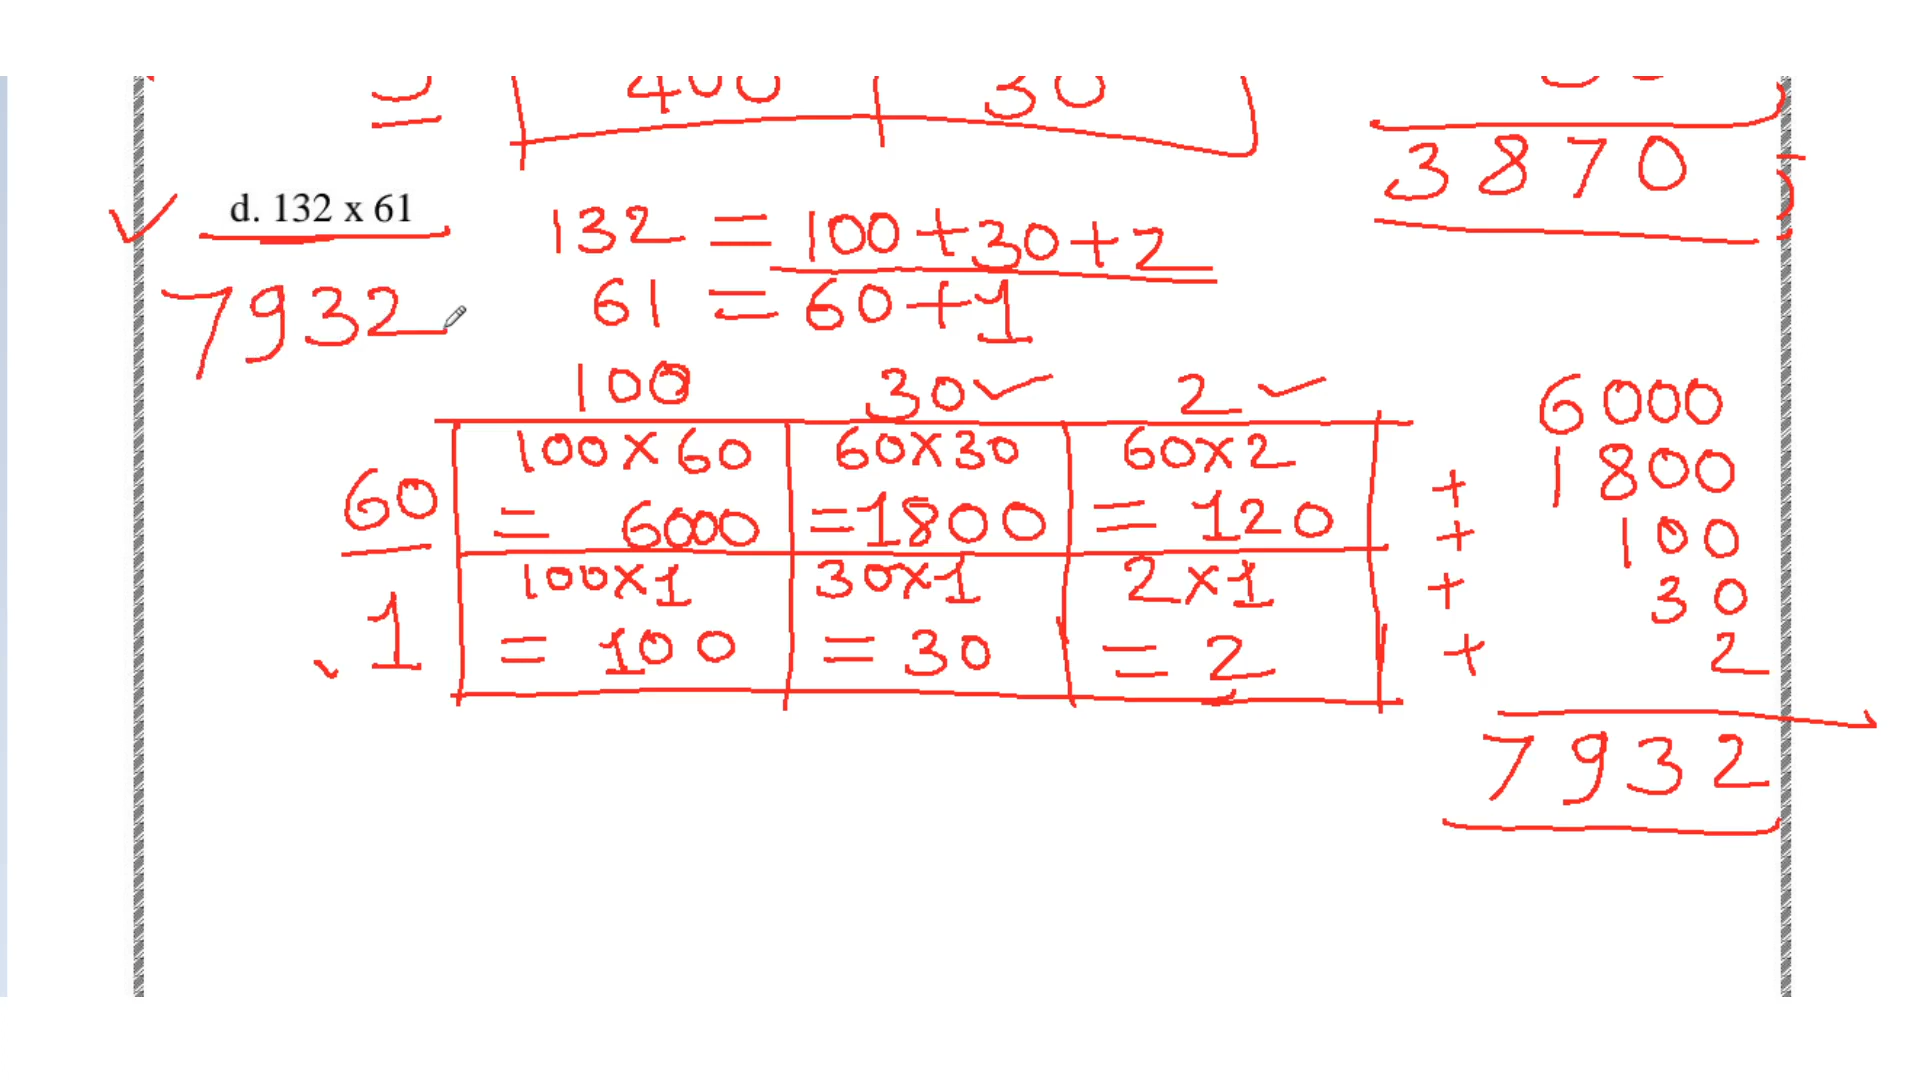 400 30
3870
d. 132 x 61
132 = 100+30+2
7932
61 = 60+1
100 30 2
60 100x60 60x30 60x2
= 6000 =1800 = 120
1 100x1 30x1 2x1
= 100 = 30 = 2
6000
+ 1800
+ 100
+ 30
+ 2
7932